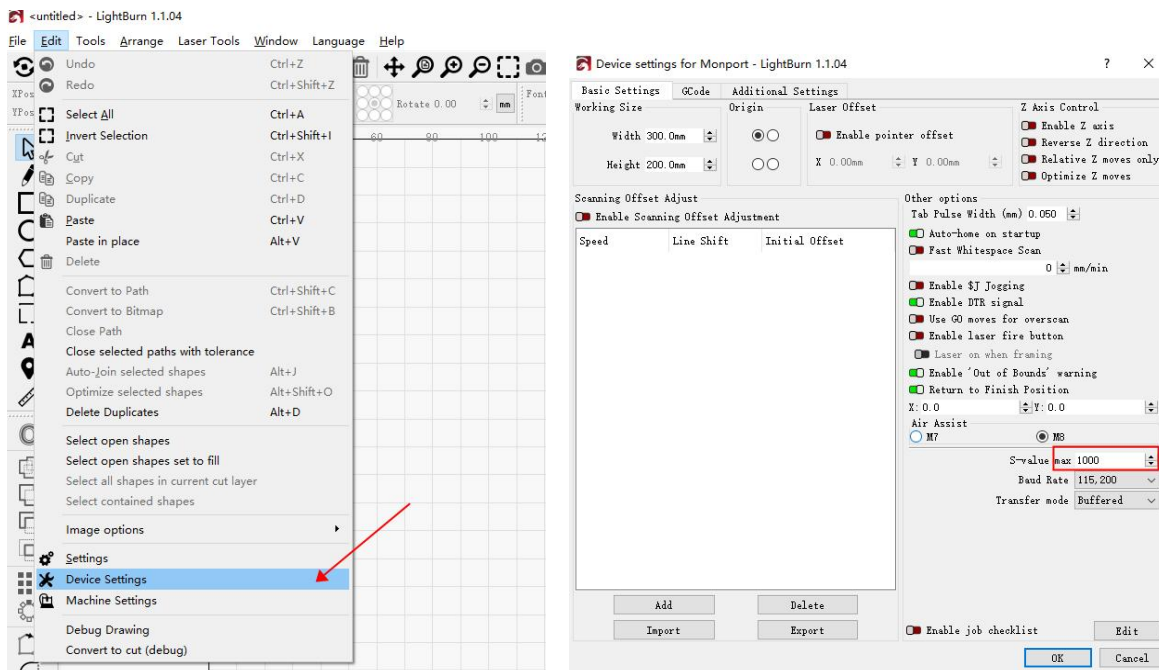 <untitled> - LightBurn 1.1.04
File Edit Tools Arrange Laser Tools Window Language Help
Undo Ctrl+Z
Redo Ctrl+Shift+Z
XPos
YPos
Rotate 0.00 mm
Font
Select All Ctrl+A
Invert Selection Ctrl+Shift+I
Cut Ctrl+X
Copy Ctrl+C
Duplicate Ctrl+D
Paste Ctrl+V
Paste in place Alt+V
Delete
Convert to Path Ctrl+Shift+C
Convert to Bitmap Ctrl+Shift+B
Close Path
Close selected paths with tolerance
Auto-Join selected shapes Alt+J
Optimize selected shapes Alt+Shift+O
Delete Duplicates Alt+D
Select open shapes
Select open shapes set to fill
Select all shapes in current cut layer
Select contained shapes
Image options
Settings
Device Settings
Machine Settings
Debug Drawing
Convert to cut (debug)
60 80 100 12
Device settings for Monport - LightBurn 1.1.04 ? ×
Basic Settings GCode Additional Settings
Working Size
Width 300.0mm
Height 200.0mm
Origin
Laser Offset
Enable pointer offset
X 0.00mm Y 0.00mm
Z Axis Control
Enable Z axis
Reverse Z direction
Relative Z moves only
Optimize Z moves
Scanning Offset Adjust
Enable Scanning Offset Adjustment
Speed Line Shift Initial Offset
Add Delete
Import Export
Other options
Tab Pulse Width (mm) 0.050
Auto-home on startup
Fast Whitespace Scan
0 mm/min
Enable $J Jogging
Enable DTR signal
Use G0 moves for overscan
Enable laser fire button
Laser on when framing
Enable 'Out of Bounds' warning
Return to Finish Position
X: 0.0 Y: 0.0
Air Assist
M7 M8
S-value max 1000
Baud Rate 115,200
Transfer mode Buffered
Enable job checklist Edit
OK Cancel